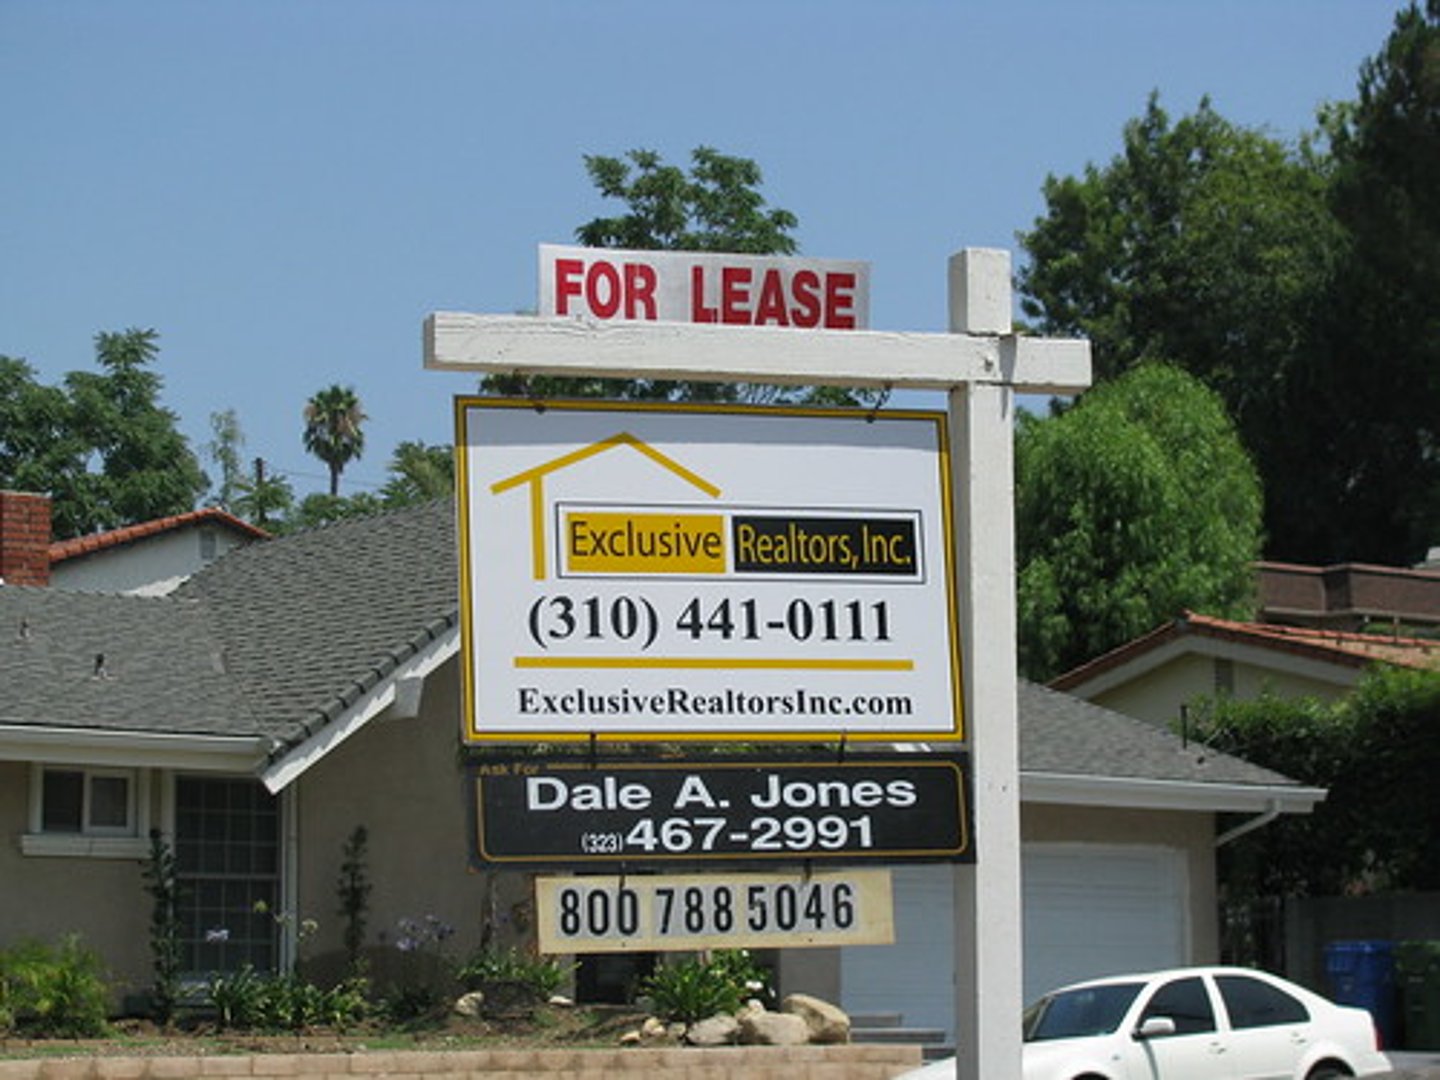 FOR LEASE
Exclusive Realtors, Inc.
(310) 441-0111
ExclusiveRealtorsInc.com
Ask For
Dale A. Jones
(323) 467-2991
800 788 5046